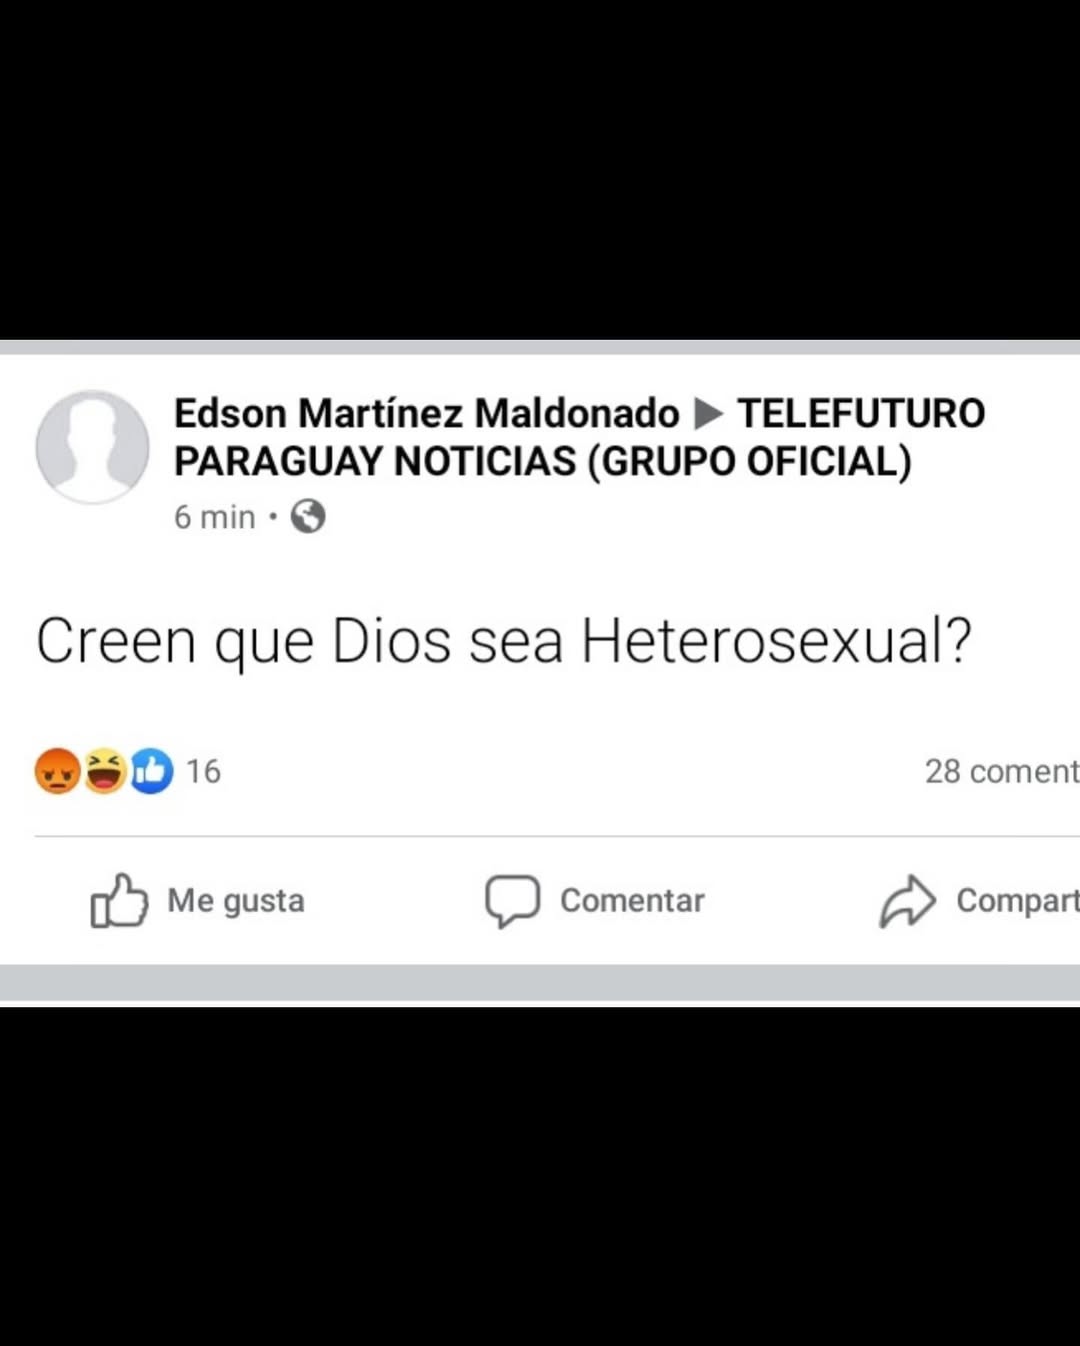 Edson Martínez Maldonado ▶ TELEFUTURO
PARAGUAY NOTICIAS (GRUPO OFICIAL)
6 min •
Creen que Dios sea Heterosexual?
16
28 coment
Me gusta
Comentar
Compart